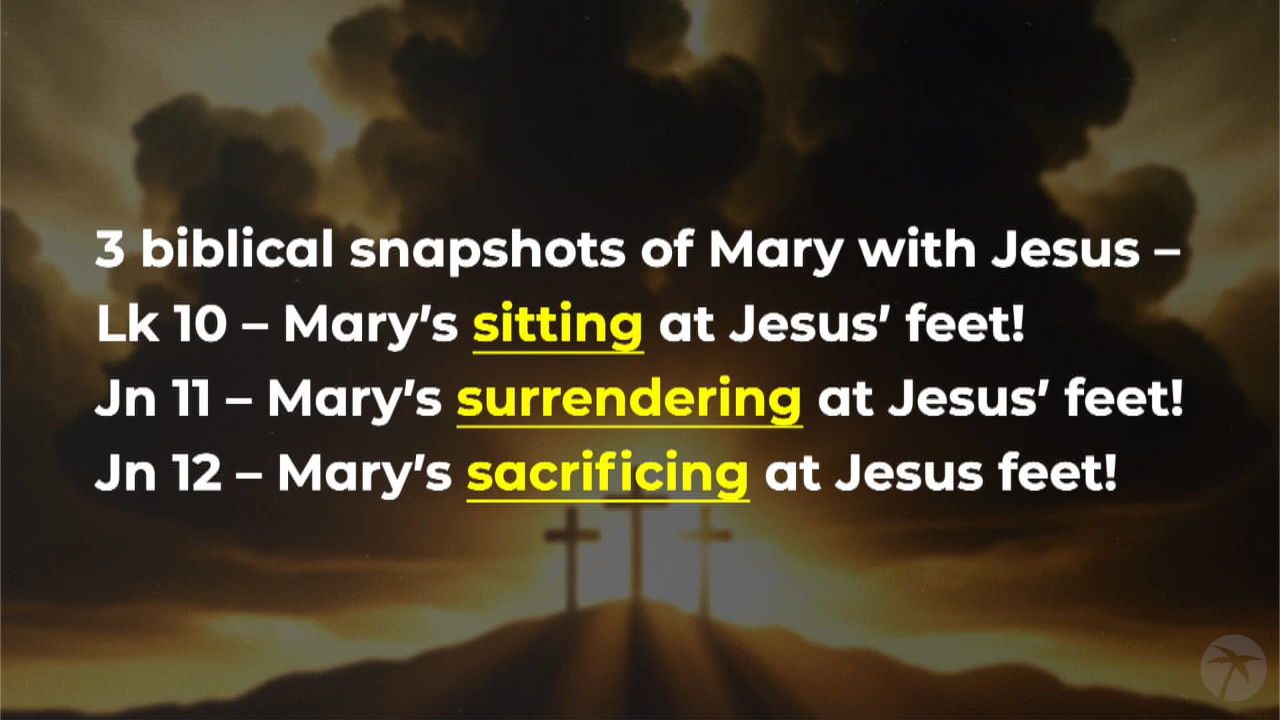 3 biblical snapshots of Mary with Jesus –
Lk 10 – Mary’s sitting at Jesus’ feet!
Jn 11 – Mary’s surrendering at Jesus’ feet!
Jn 12 – Mary’s sacrificing at Jesus feet!